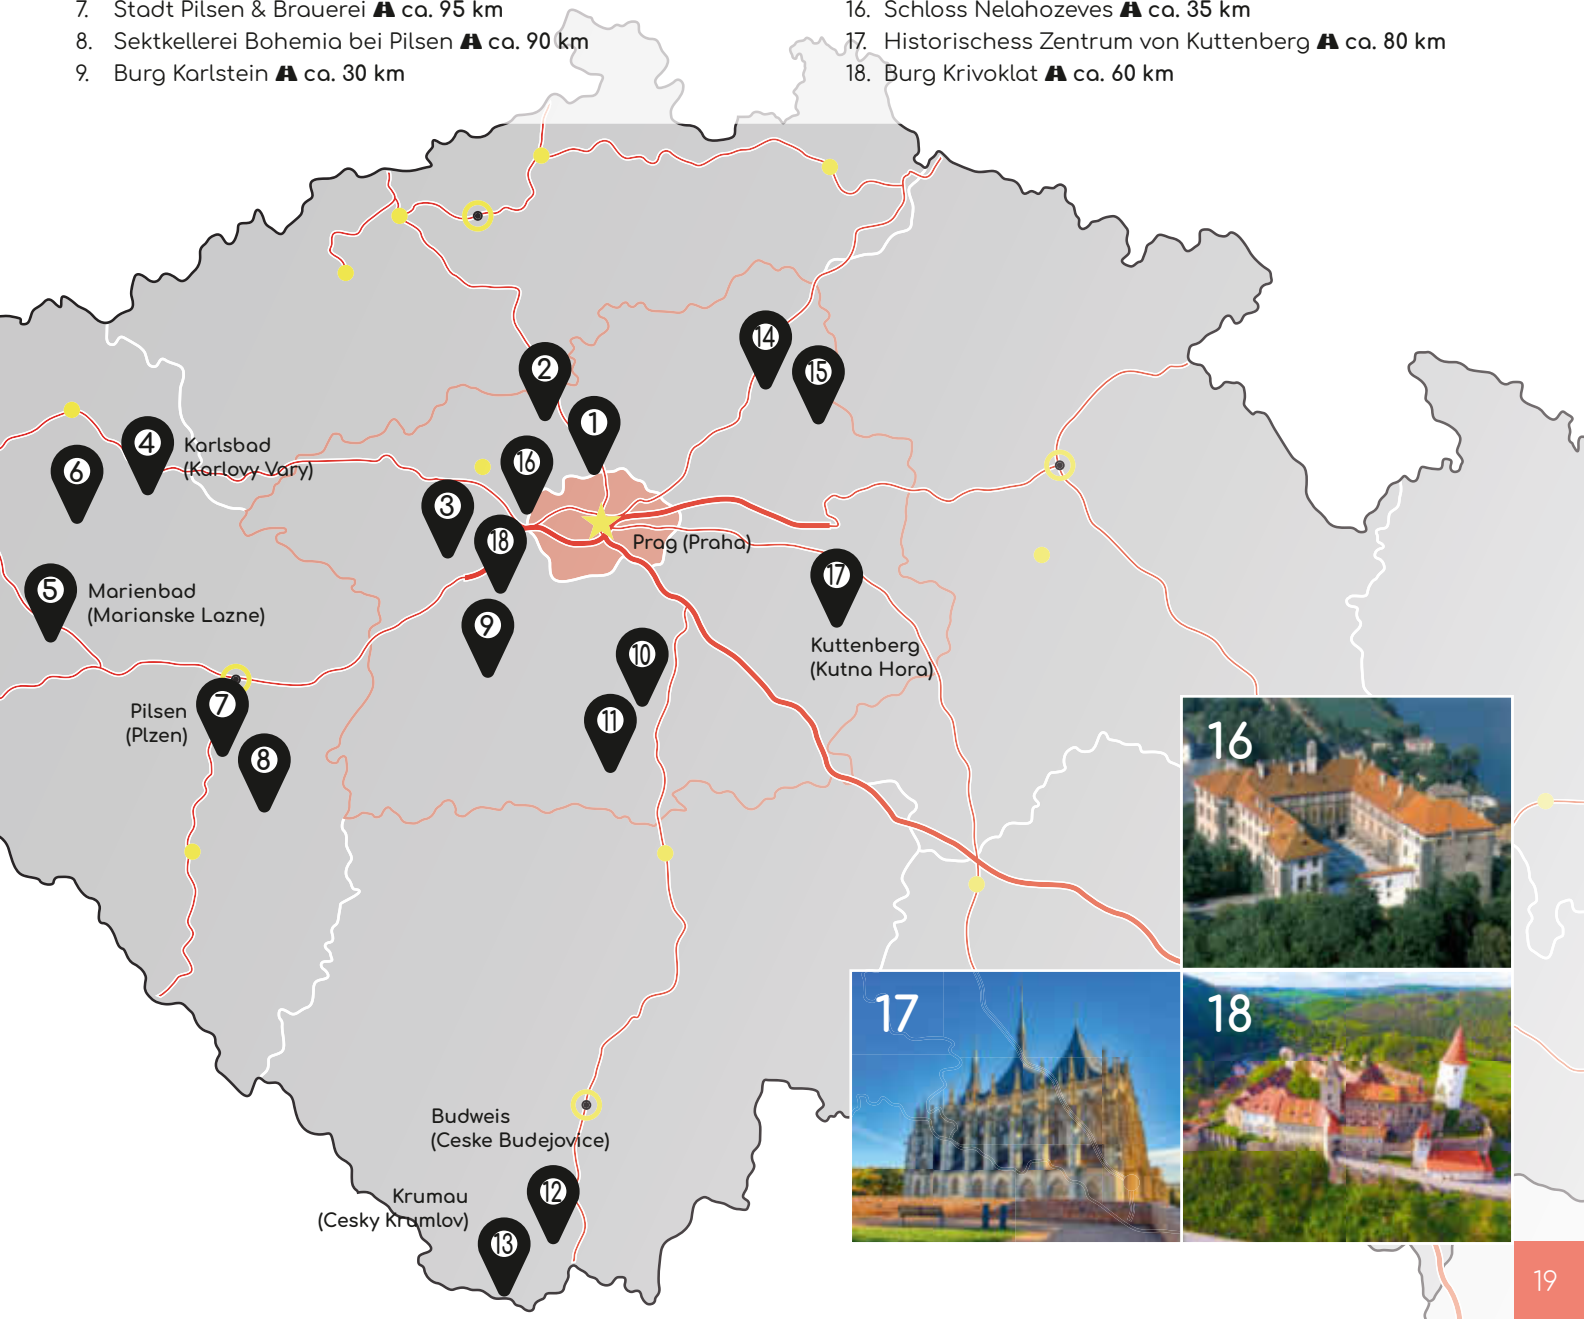 7. Stadt Pilsen & Brauerei ca. 95 km
8. Sektkellerei Bohemia bei Pilsen ca. 90 km
9. Burg Karlstein ca. 30 km
16. Schloss Nelahozeves ca. 35 km
17. Historischess Zentrum von Kuttenberg ca. 80 km
18. Burg Krivoklat ca. 60 km
14
2
15
1
4
Karlsbad
(Karlovy Vary)
6
16
3
18
Prag (Praha)
5
Marienbad
(Marianske Lazne)
17
Kuttenberg
(Kutna Hora)
9
10
7
Pilsen
(Plzen)
11
8
16
17
18
Budweis
(Ceske Budejovice)
12
Krumau
(Cesky Krumlov)
13
19